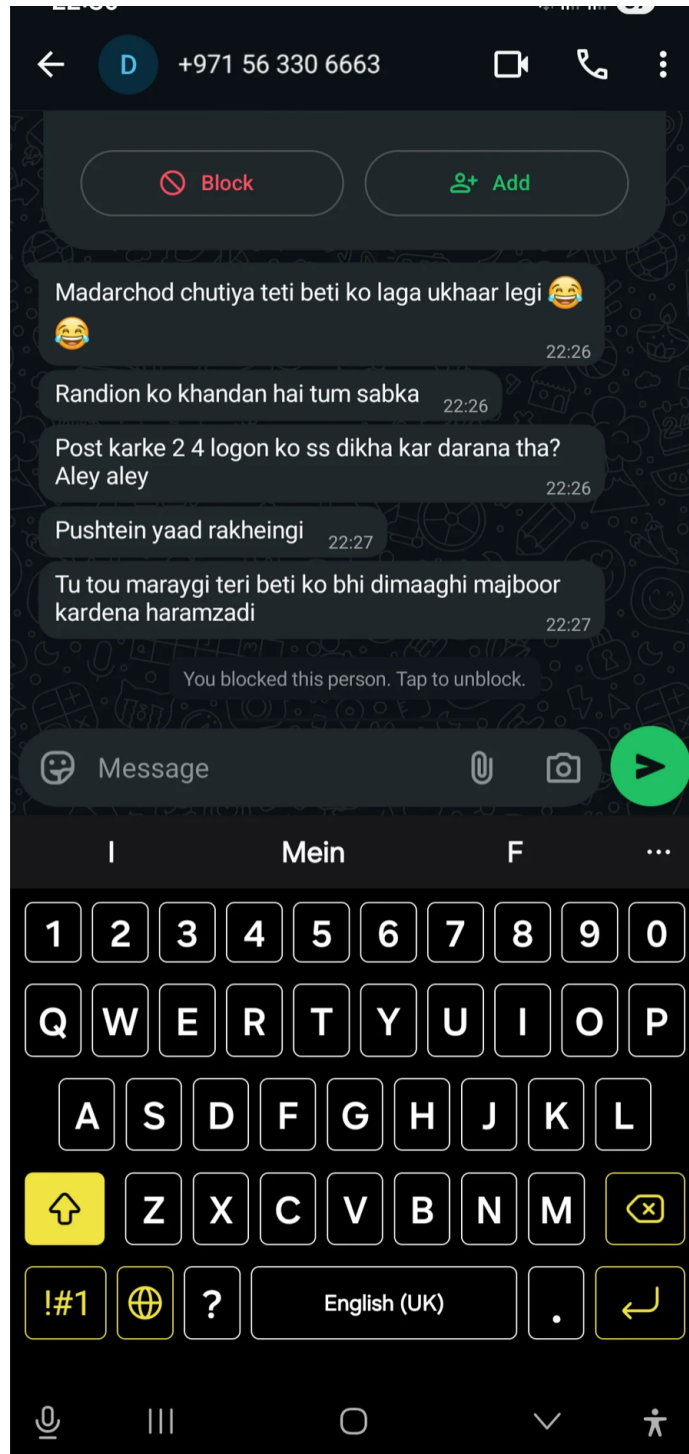 D +971 56 330 6663
Block Add
Madarchod chutiya teti beti ko laga ukhaar legi 😂
😂
22:26
Randion ko khandan hai tum sabka 22:26
Post karke 2 4 logon ko ss dikha kar darana tha?
Aley aley
22:26
Pushtein yaad rakheingi 22:27
Tu tou maraygi teri beti ko bhi dimaaghi majboor
kardena haramzadi
22:27
You blocked this person. Tap to unblock.
Message
I Mein F ...
1 2 3 4 5 6 7 8 9 0
Q W E R T Y U I O P
A S D F G H J K L
Z X C V B N M
!#1 ? English (UK) .